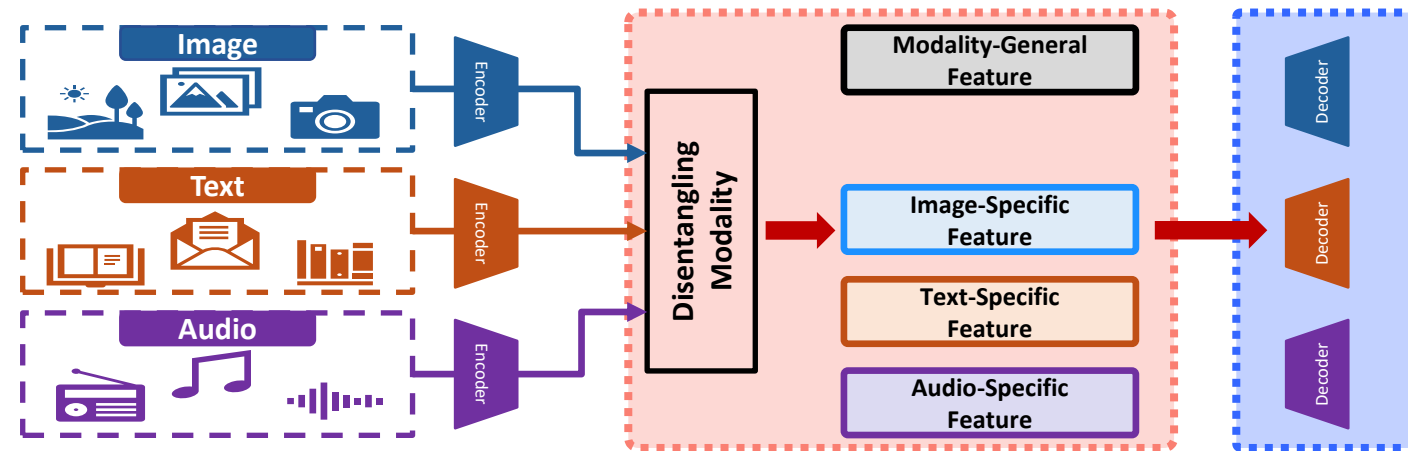 Image
Encoder
Text
Encoder
Audio
Encoder
Disentangling
Modality
Modality-General
Feature
Image-Specific
Feature
Text-Specific
Feature
Audio-Specific
Feature
Decoder
Decoder
Decoder